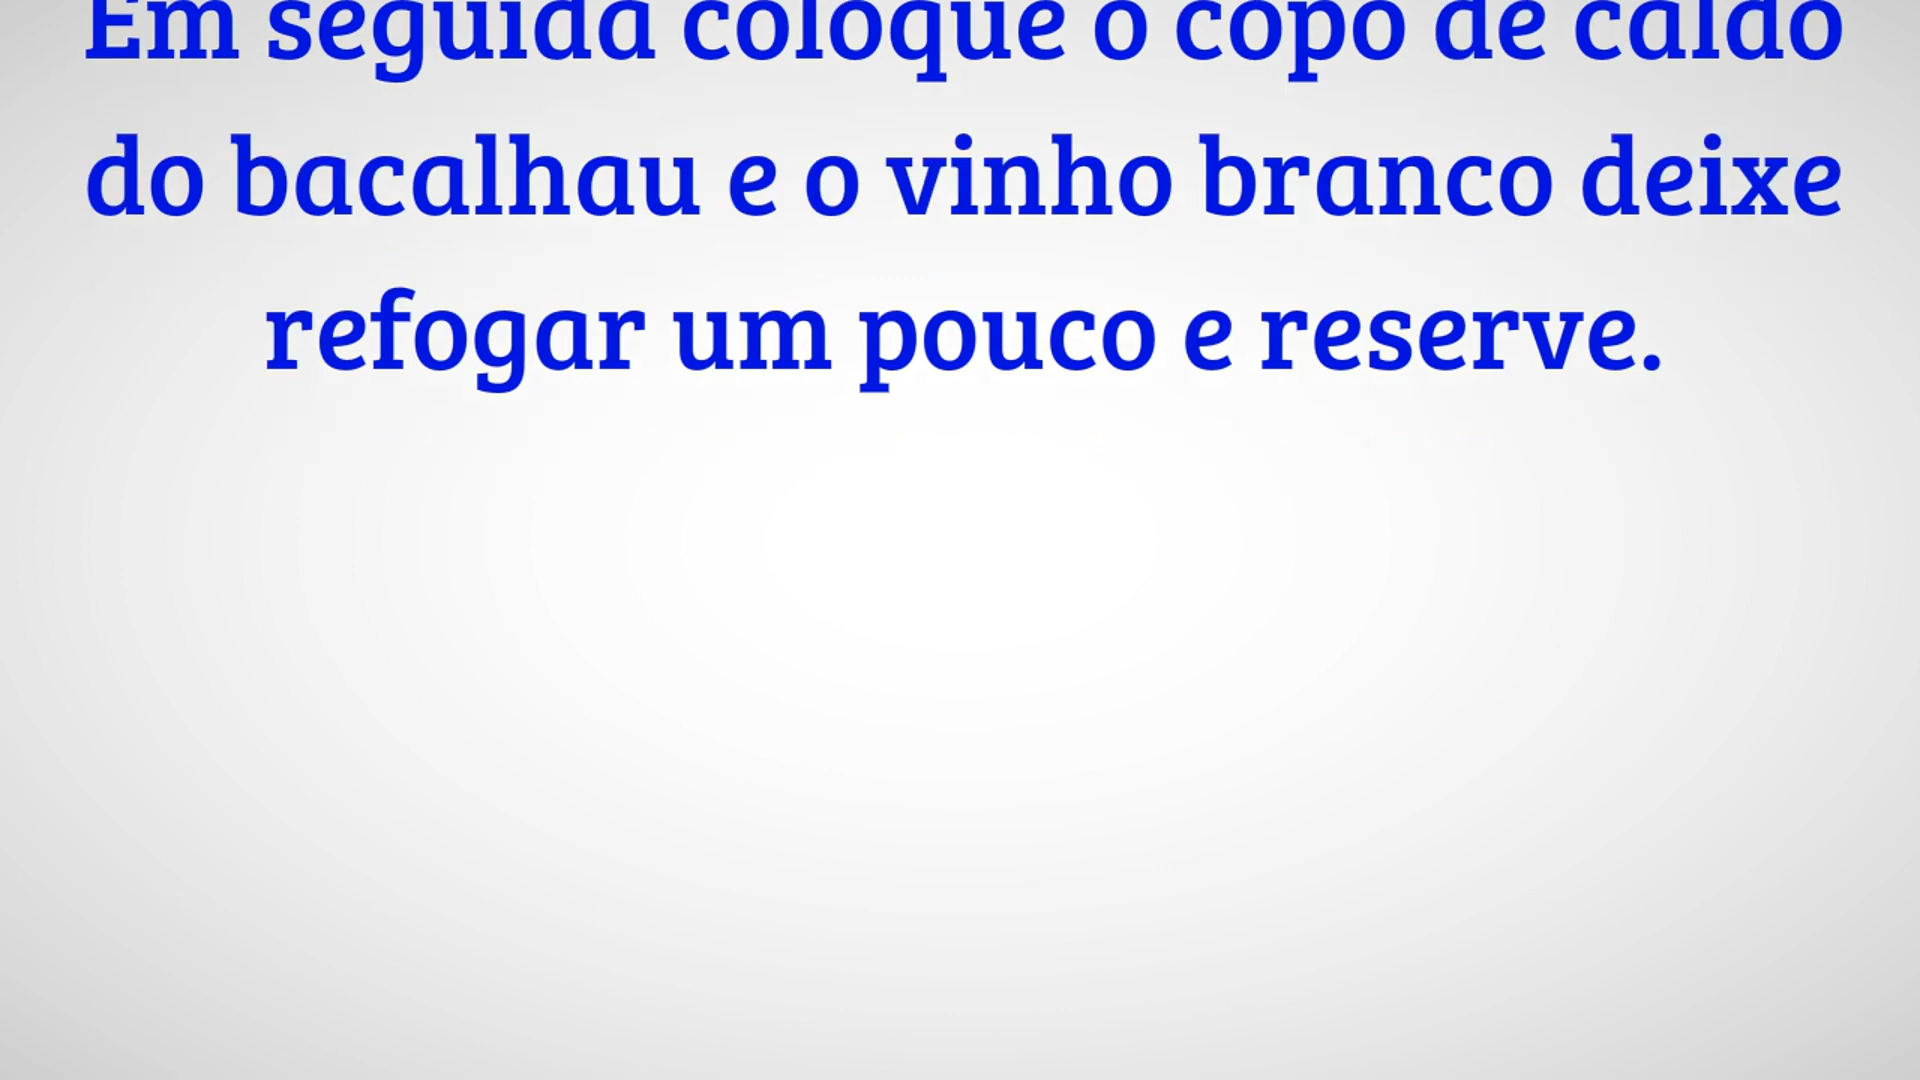 Em seguida coloque o copo de caldo
do bacalhau e o vinho branco deixe
refogar um pouco e reserve.